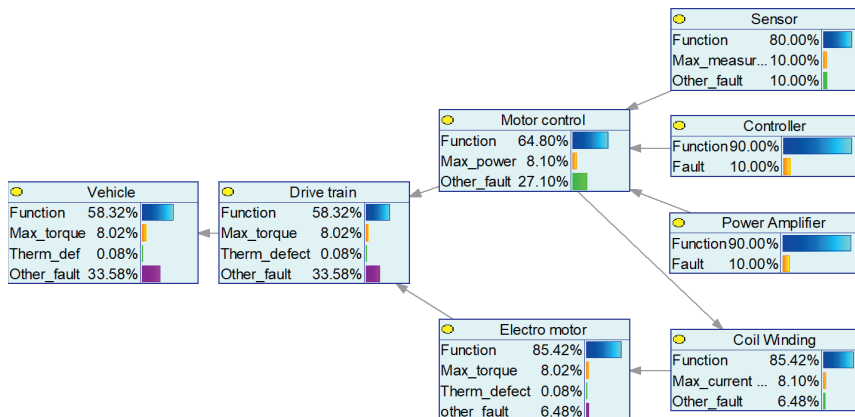 Sensor
Function 80.00%
Max_measur... 10.00%
Other_fault 10.00%
Motor control
Function 64.80%
Max_power 8.10%
Other_fault 27.10%
Controller
Function 90.00%
Fault 10.00%
Vehicle
Function 58.32%
Max_torque 8.02%
Therm_def 0.08%
Other_fault 33.58%
Drive train
Function 58.32%
Max_torque 8.02%
Therm_defect 0.08%
Other_fault 33.58%
Power Amplifier
Function 90.00%
Fault 10.00%
Electro motor
Function 85.42%
Max_torque 8.02%
Therm_defect 0.08%
other_fault 6.48%
Coil Winding
Function 85.42%
Max_current ... 8.10%
Other_fault 6.48%